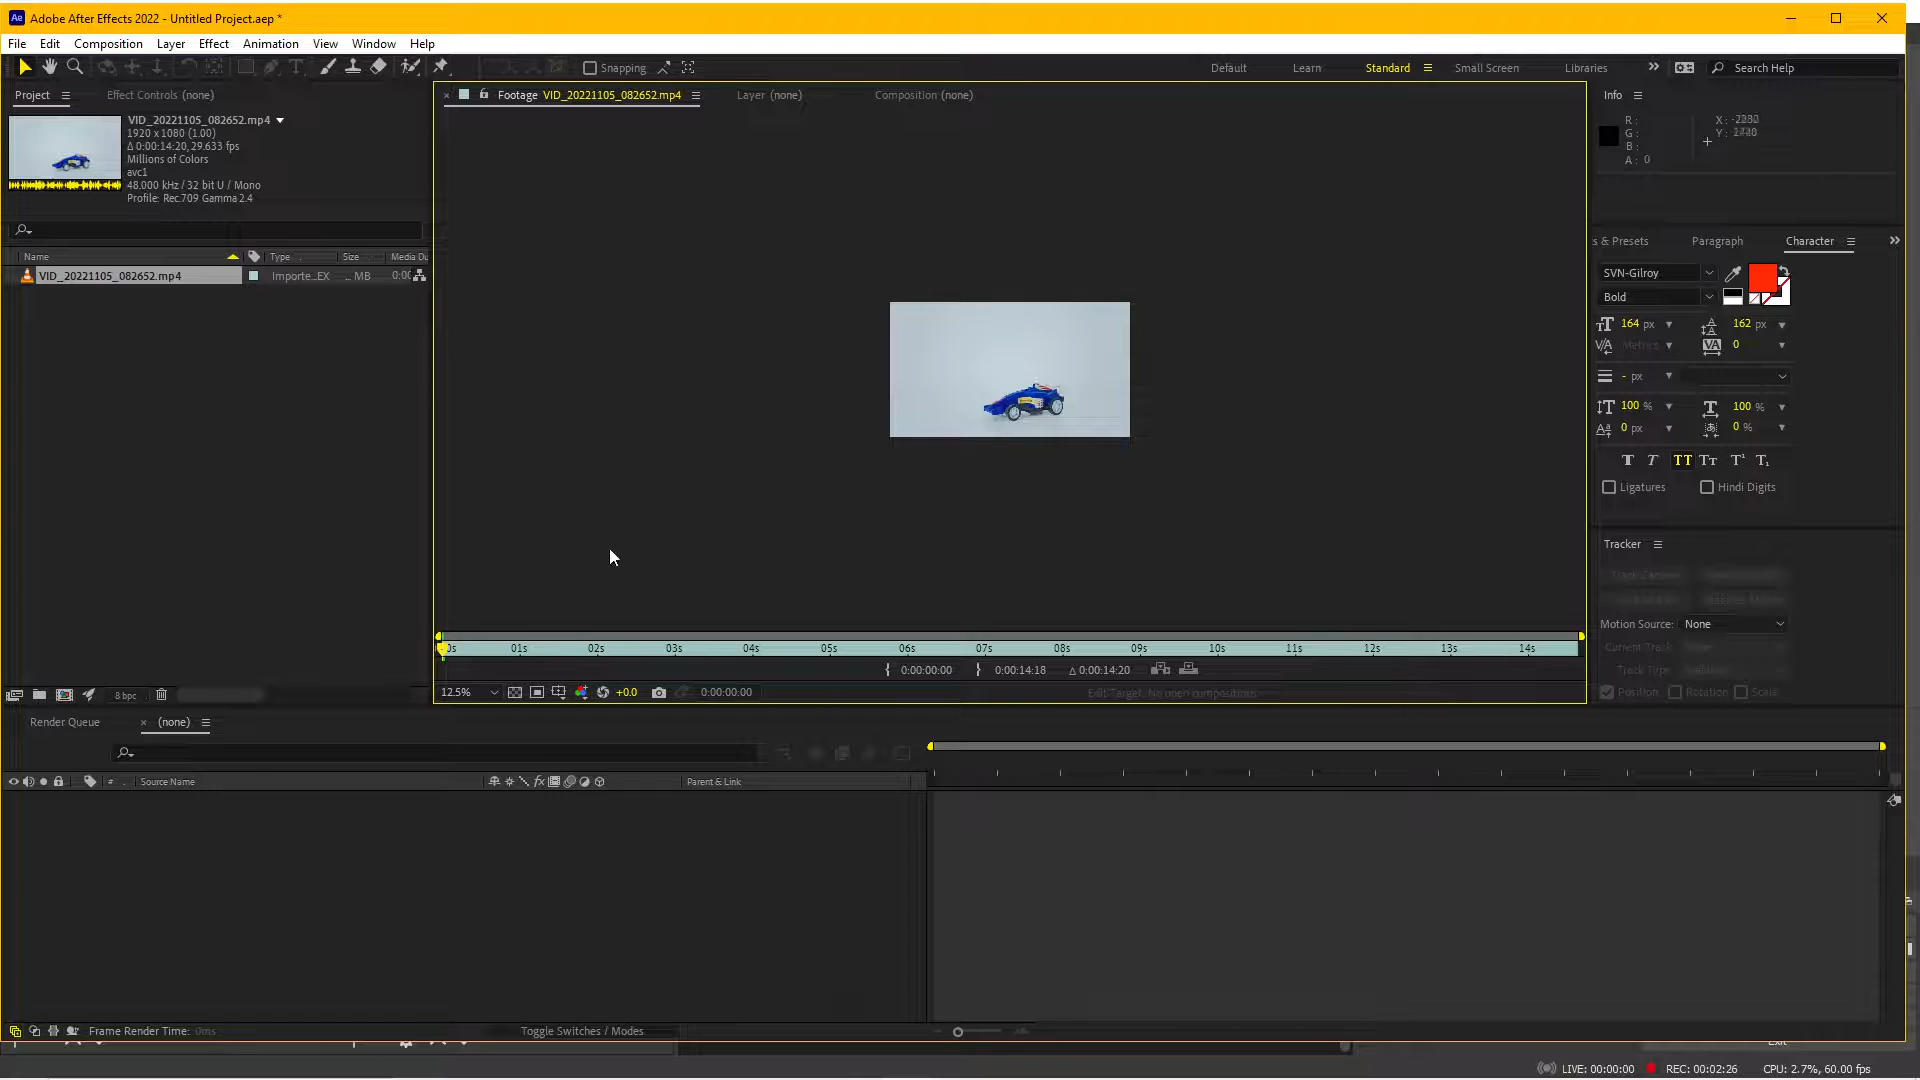 Adobe After Effects 2022 - Untitled Project.aep *
File Edit Composition Layer Effect Animation View Window Help
Snapping
Default Learn Standard Small Screen Libraries Search Help
Project Effect Controls (none)
Footage VID_20221105_082652.mp4 Layer (none) Composition (none)
Info
VID_20221105_082652.mp4
1920 x 1080 (1.00)
Δ 0:00:14:20, 29.633 fps
Millions of Colors
avc1
48.000 kHz / 32 bit U / Mono
Profile: Rec.709 Gamma 2.4
R :
G :
B :
A : 0
X :
Y :
Name Type Size Media Du
VID_20221105_082652.mp4 Importe...EX ... MB 0:00
s & Presets Paragraph Character
SVN-Gilroy
Bold
164 px 162 px
Metrics 0
- px
100 % 100 %
0 px 0 %
Ligatures Hindi Digits
Tracker
Motion Source: None
Current Track:
Track Type:
Position Rotation Scale
0s 01s 02s 03s 04s 05s 06s 07s 08s 09s 10s 11s 12s 13s 14s
0:00:00:00 0:00:14:18 Δ 0:00:14:20
12.5% +0.0 0:00:00:00 Edit Target: No open compositions
8 bpc
Render Queue (none)
# Source Name fx Parent & Link
Frame Render Time: 0ms Toggle Switches / Modes
Exit
LIVE: 00:00:00 REC: 00:02:26 CPU: 2.7%, 60.00 fps